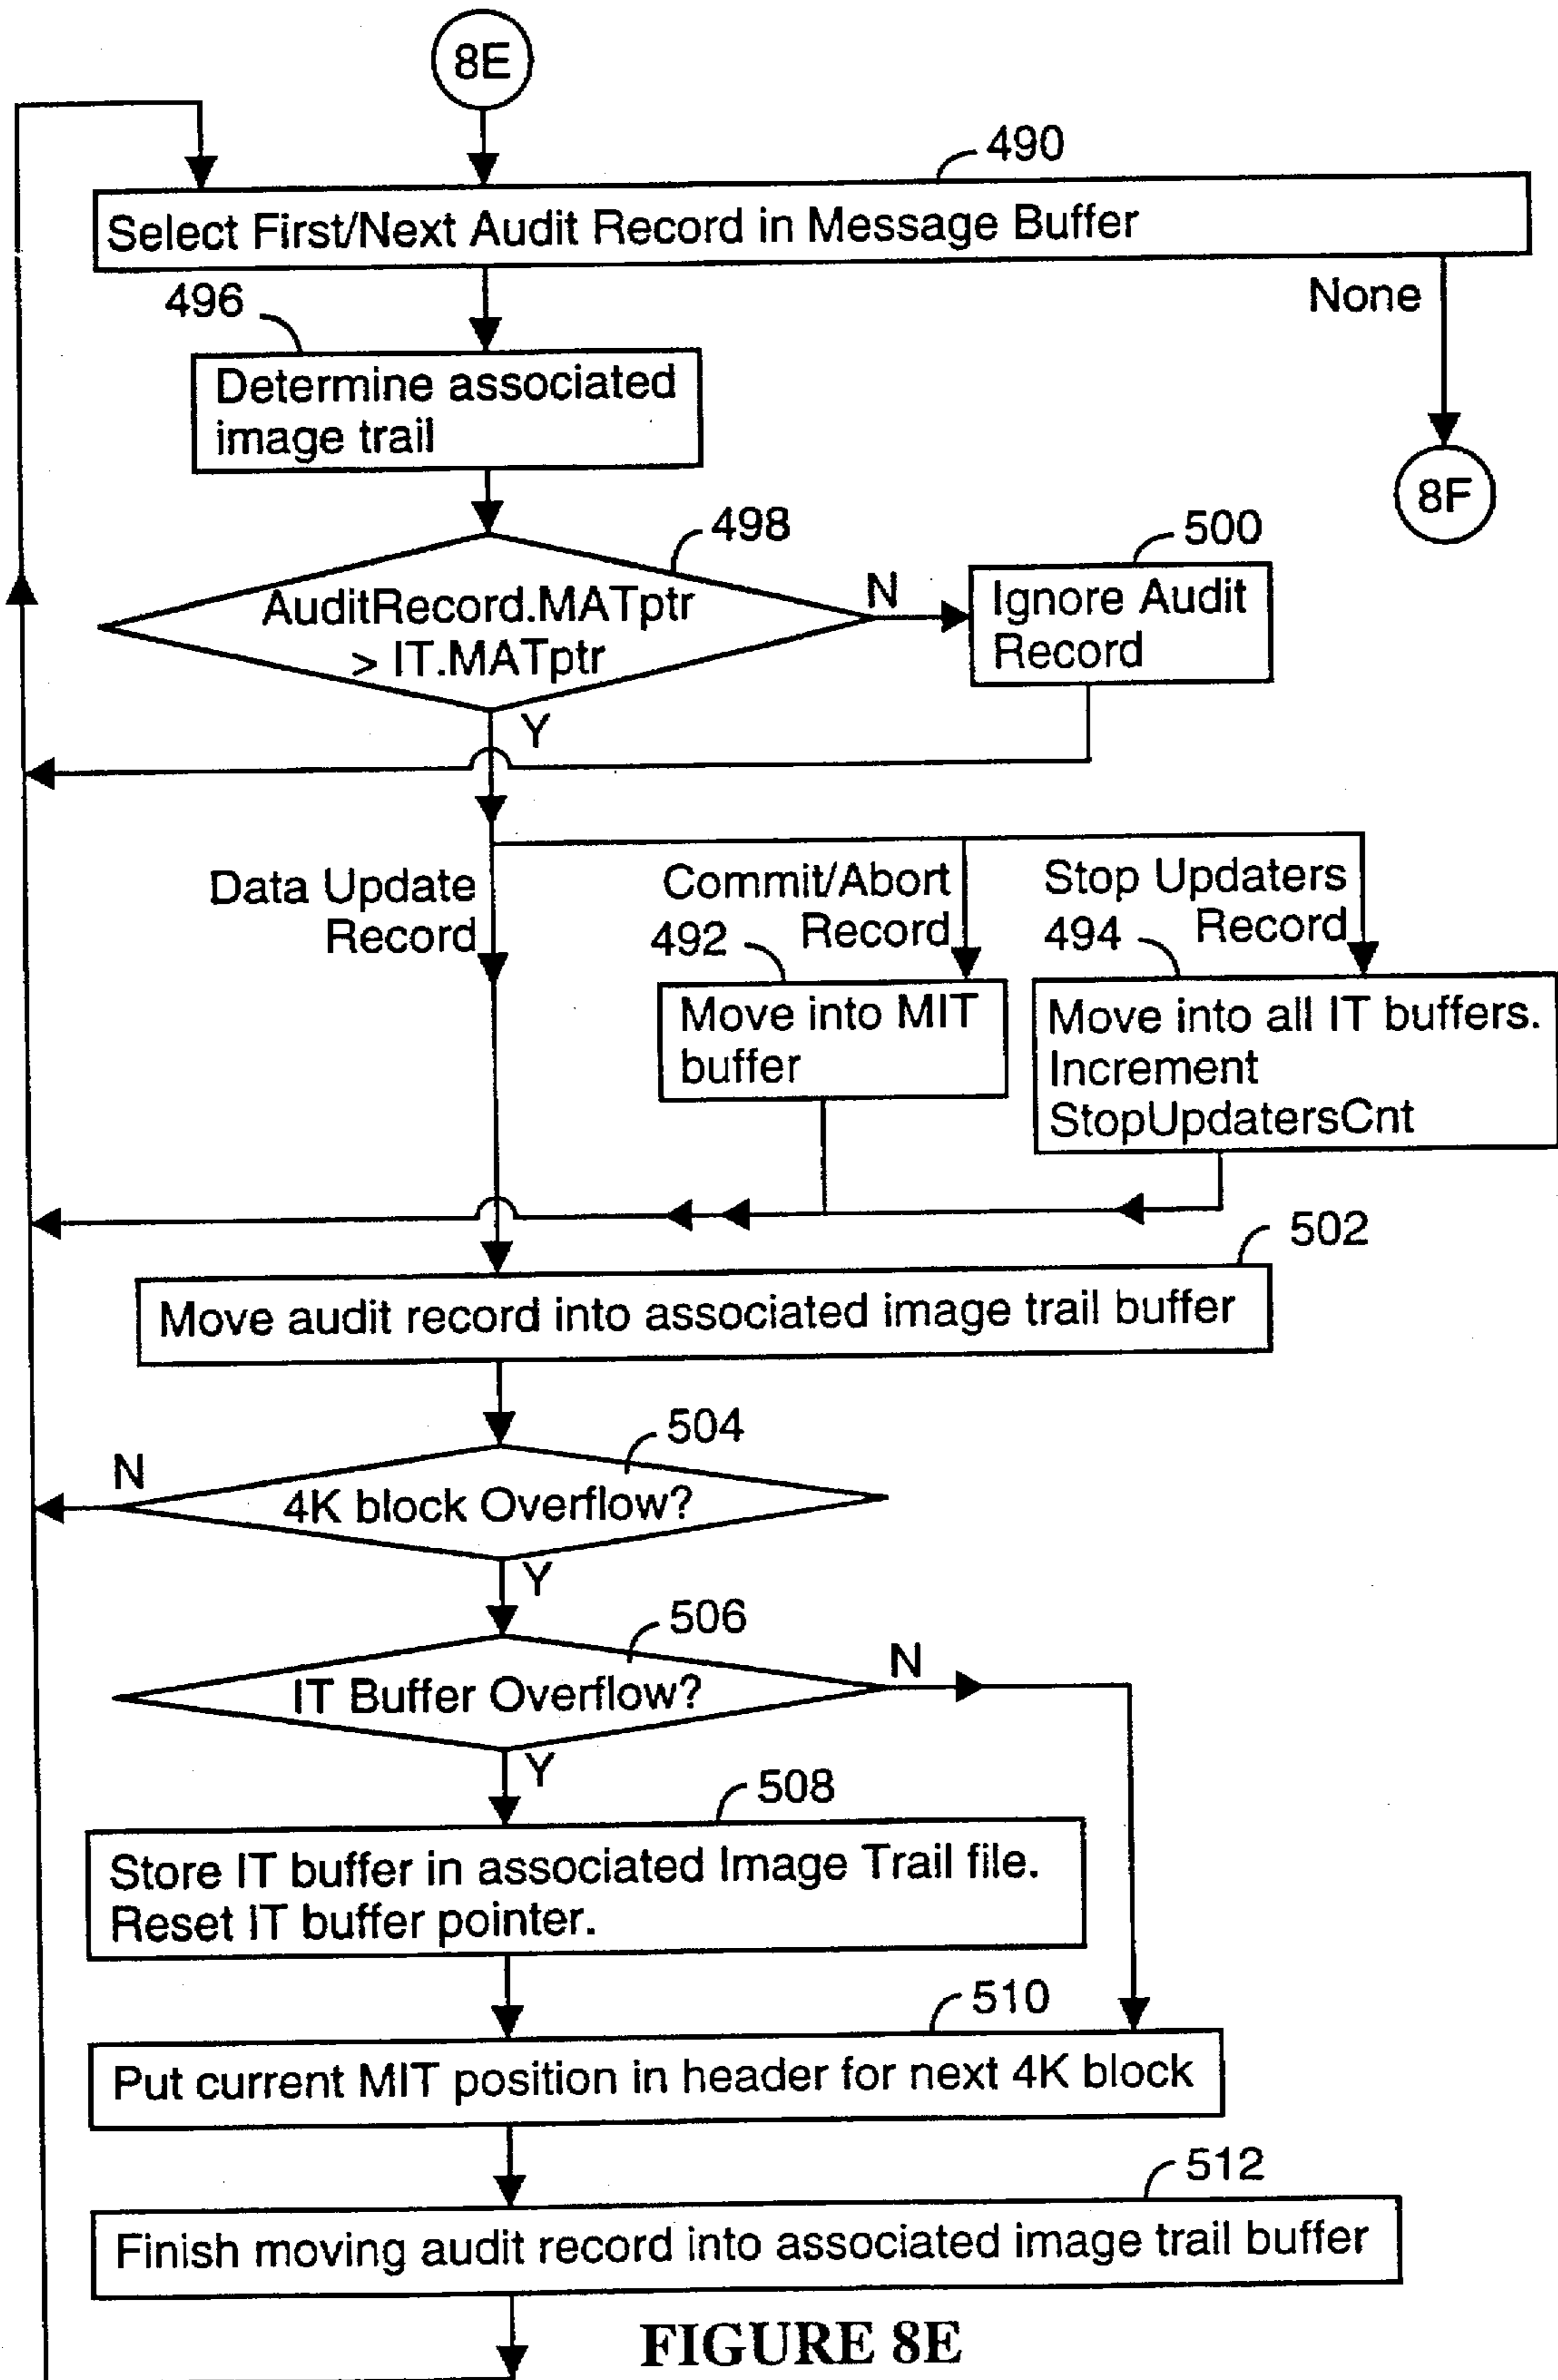 8E
490
Select First/Next Audit Record in Message Buffer
None
8F
496
Determine associated
image trail
498
AuditRecord.MATptr
> IT.MATptr
N
500
Ignore Audit
Record
Y
Data Update
Record
Commit/Abort
Record
492
Move into MIT
buffer
Stop Updaters
Record
494
Move into all IT buffers.
Increment
StopUpdatersCnt
502
Move audit record into associated image trail buffer
504
N
4K block Overflow?
Y
506
N
IT Buffer Overflow?
Y
508
Store IT buffer in associated Image Trail file.
Reset IT buffer pointer.
510
Put current MIT position in header for next 4K block
512
Finish moving audit record into associated image trail buffer
FIGURE 8E